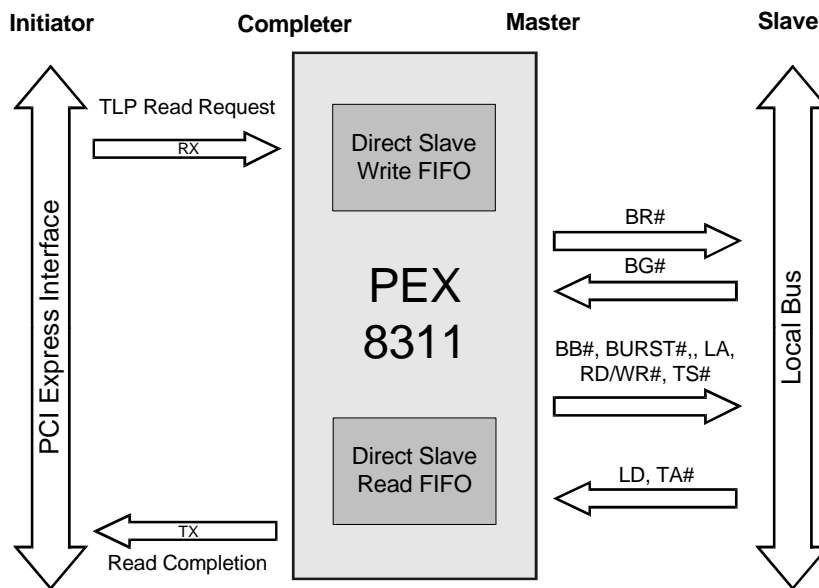 Initiator
Completer
Master
Slave
TLP Read Request
RX
Direct Slave
Write FIFO
BR#
BG#
PCI Express Interface
PEX
8311
Local Bus
BB#, BURST#,, LA,
RD/WR#, TS#
Direct Slave
Read FIFO
LD, TA#
TX
Read Completion